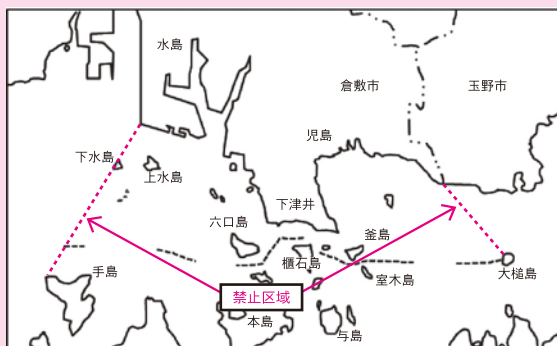 水島
倉敷市
玉野市
児島
下水島
上水島
下津井
六口島
釜島
櫃石島
手島
室木島
大槌島
禁止区域
本島
与島